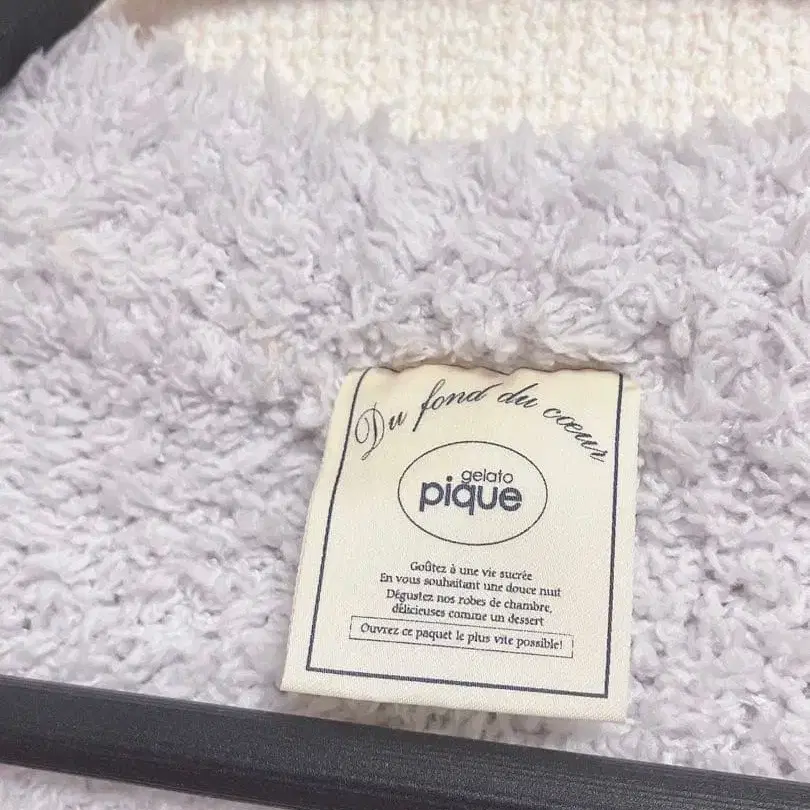 Du fond du cœur
gelato
pique
Goûtez à une vie sucrée
En vous souhaitant une douce nuit
Dégustez nos robes de chambre,
délicieuses comme un dessert
Ouvrez ce paquet le plus vite possible!